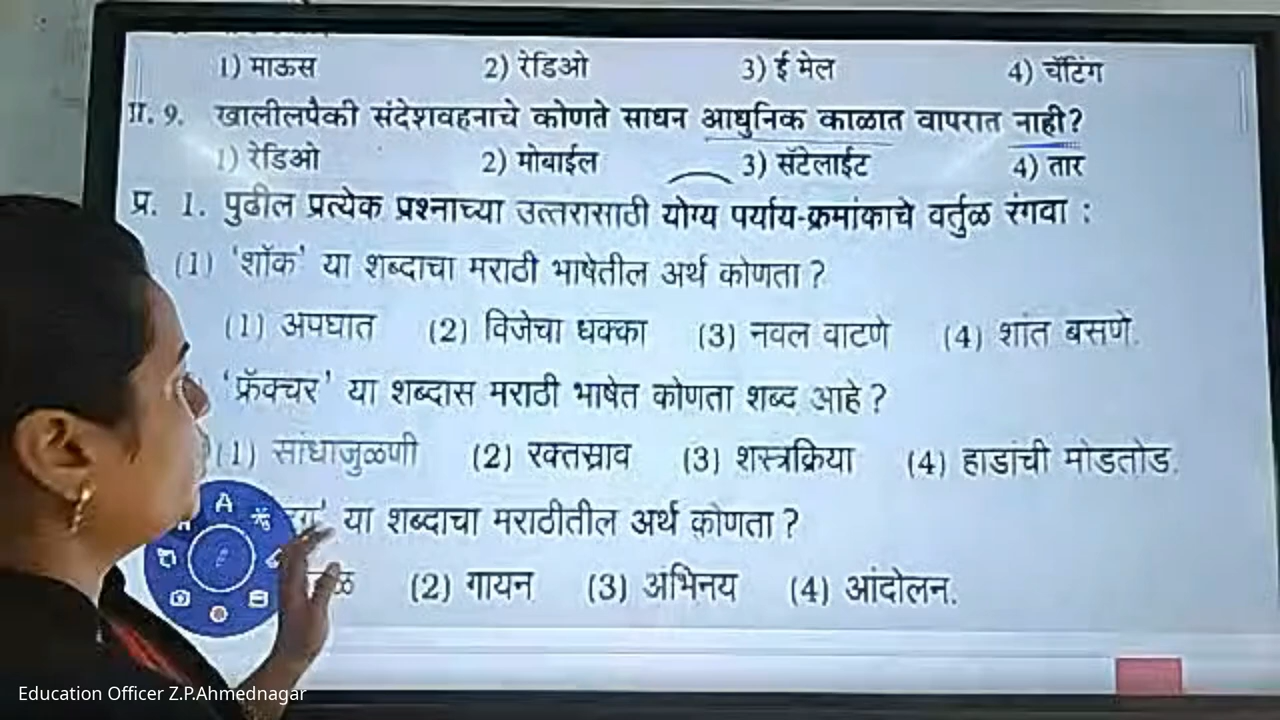 1) माऊस 2) रेडिओ 3) ई मेल 4) चॅटिंग
प्र. 9. खालीलपैकी संदेशवहनाचे कोणते साधन आधुनिक काळात वापरात नाही?
1) रेडिओ 2) मोबाईल 3) सॅटेलाईट 4) तार
प्र. 1. पुढील प्रत्येक प्रश्नाच्या उत्तरासाठी योग्य पर्याय-क्रमांकाचे वर्तुळ रंगवा :
(1) 'शॉक' या शब्दाचा मराठी भाषेतील अर्थ कोणता ?
(1) अपघात (2) विजेचा धक्का (3) नवल वाटणे (4) शांत बसणे.
'फ्रॅक्चर' या शब्दास मराठी भाषेत कोणता शब्द आहे ?
(1) सांधाजुळणी (2) रक्तस्राव (3) शस्त्रक्रिया (4) हाडांची मोडतोड.
या शब्दाचा मराठीतील अर्थ कोणता ?
(2) गायन (3) अभिनय (4) आंदोलन.
Education Officer Z.P.Ahmednagar